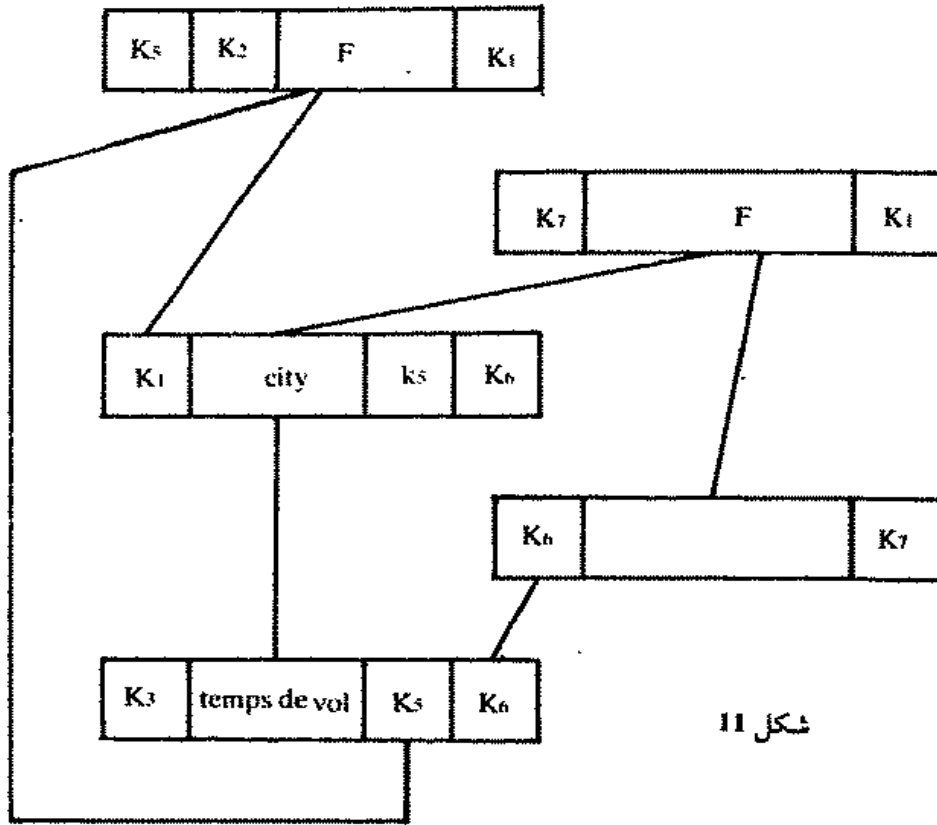 K5 K2 F K1
K7 F K1
K1 city k5 K6
K6 K7
K3 temps de vol K5 K6
شكل 11